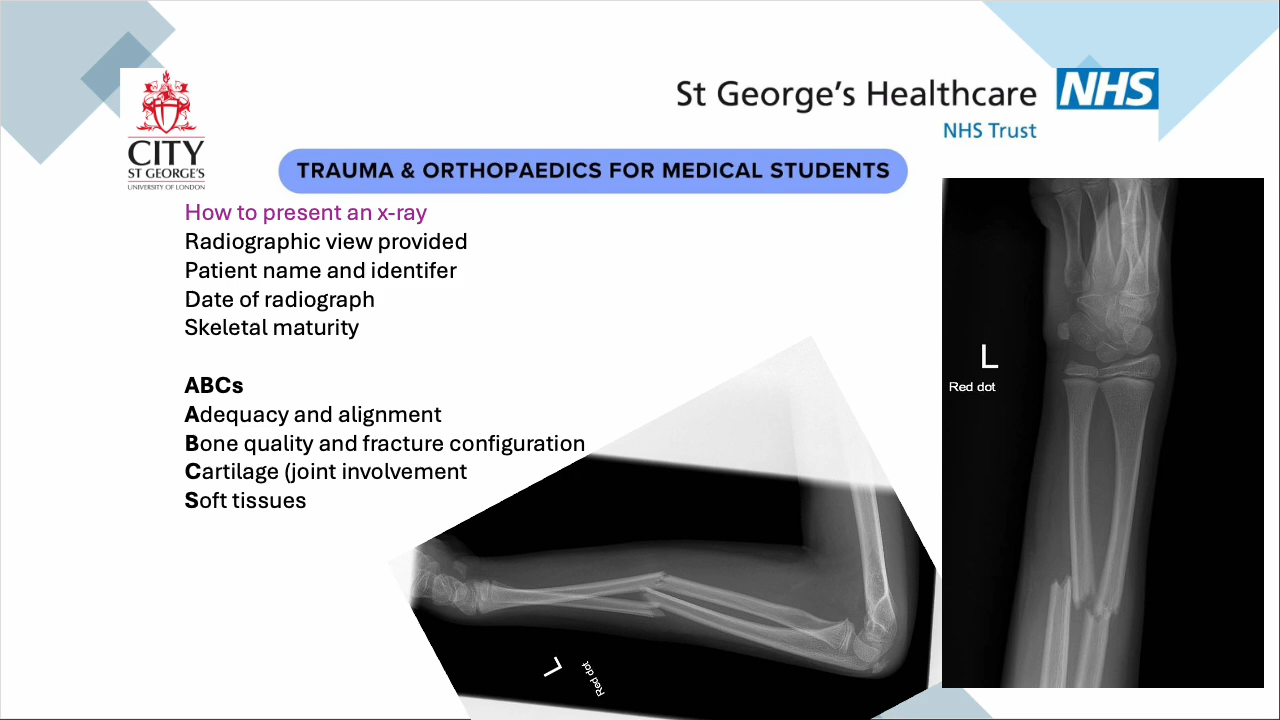 St George's Healthcare NHS
NHS Trust
CITY
ST GEORGE'S
UNIVERSITY OF LONDON
TRAUMA & ORTHOPAEDICS FOR MEDICAL STUDENTS
How to present an x-ray
Radiographic view provided
Patient name and identifer
Date of radiograph
Skeletal maturity
ABCs
Adequacy and alignment
Bone quality and fracture configuration
Cartilage (joint involvement
Soft tissues
L
Red dot
L
Red dot